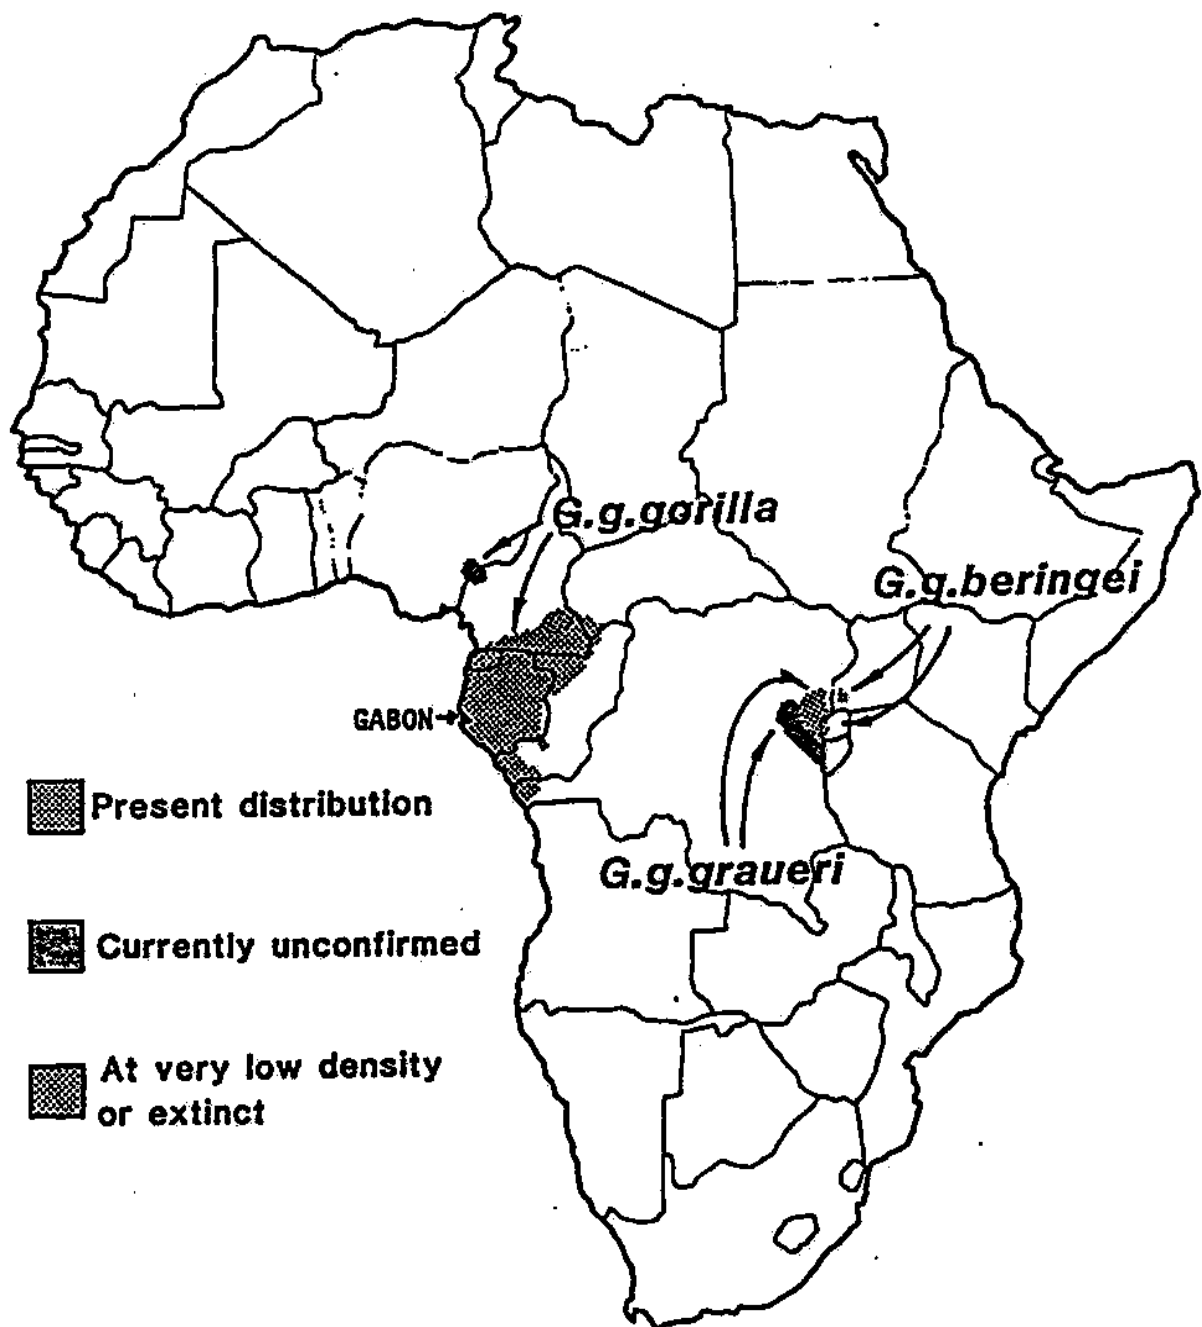 G.g.gorilla
G.g.beringei
GABON
Present distribution
G.g.graueri
Currently unconfirmed
At very low density
or extinct